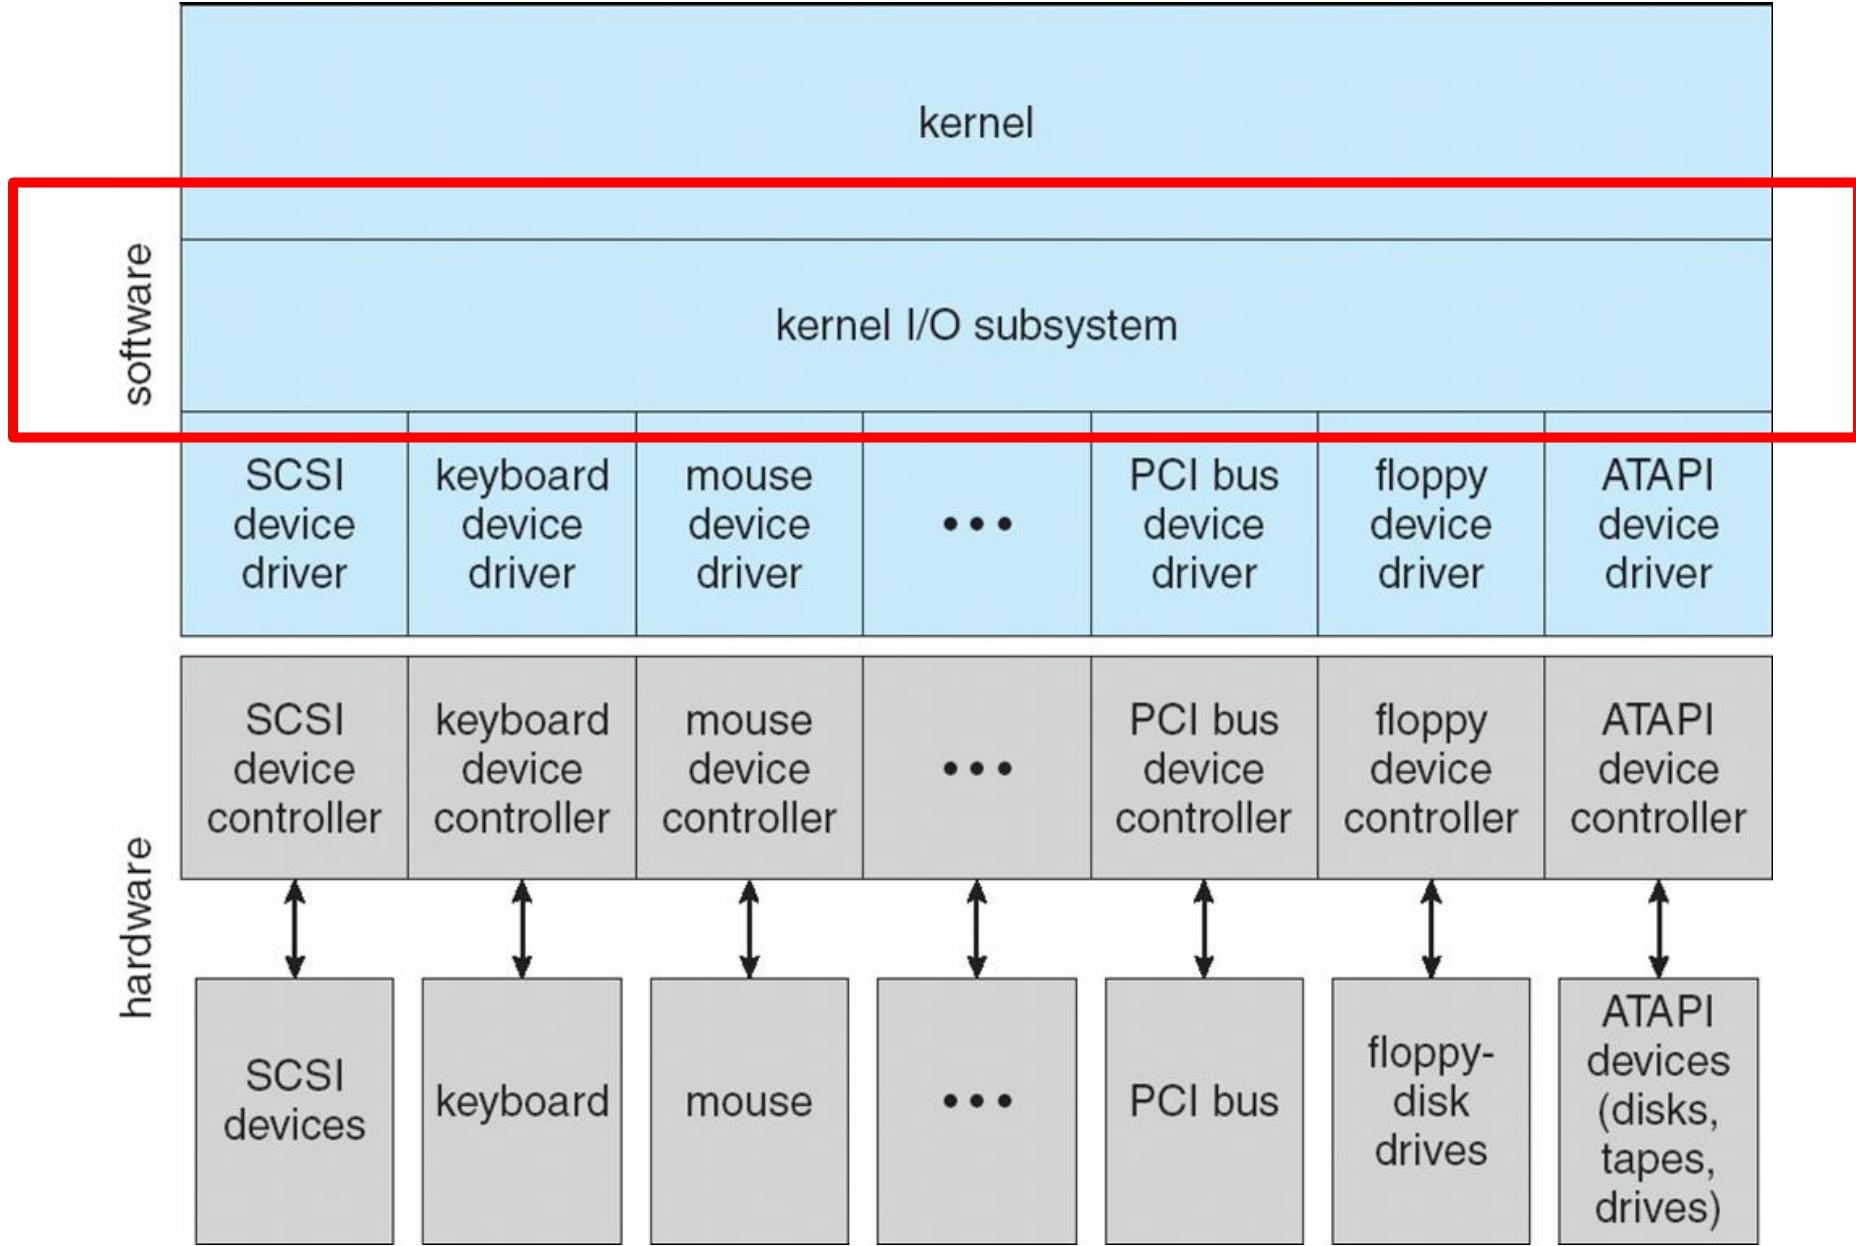 kernel
software
kernel I/O subsystem
SCSI
device
driver
keyboard
device
driver
mouse
device
driver
•••
PCI bus
device
driver
floppy
device
driver
ATAPI
device
driver
hardware
SCSI
device
controller
keyboard
device
controller
mouse
device
controller
•••
PCI bus
device
controller
floppy
device
controller
ATAPI
device
controller
SCSI
devices
keyboard
mouse
•••
PCI bus
floppy-
disk
drives
ATAPI
devices
(disks,
tapes,
drives)